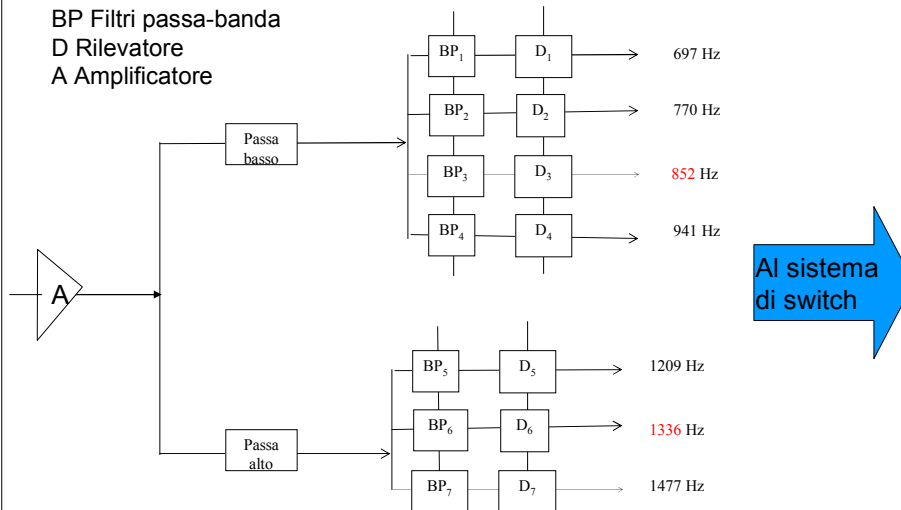 BP Filtri passa-banda
D Rilevatore
A Amplificatore
BP1 D1 697 Hz
BP2 D2 770 Hz
Passa
basso
BP3 D3 852 Hz
BP4 D4 941 Hz
A
Al sistema
di switch
BP5 D5 1209 Hz
BP6 D6 1336 Hz
Passa
alto
BP7 D7 1477 Hz